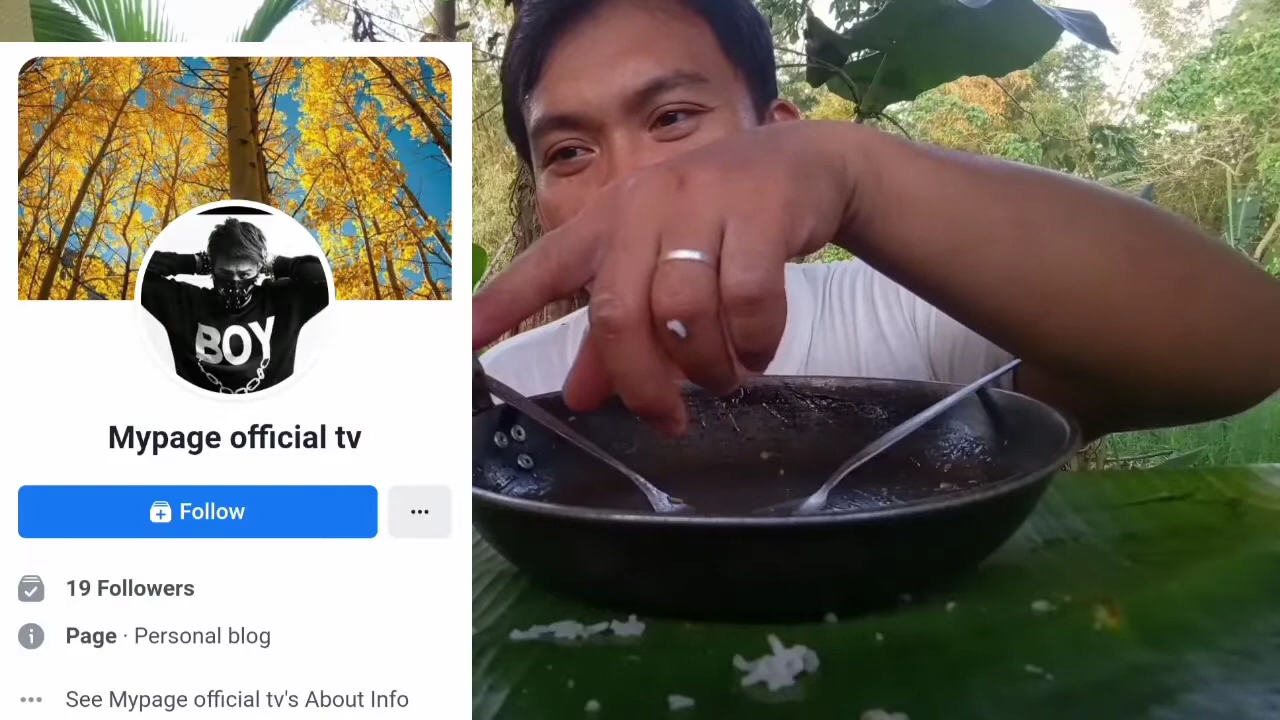 BOY
Mypage official tv
Follow
19 Followers
Page · Personal blog
See Mypage official tv's About Info